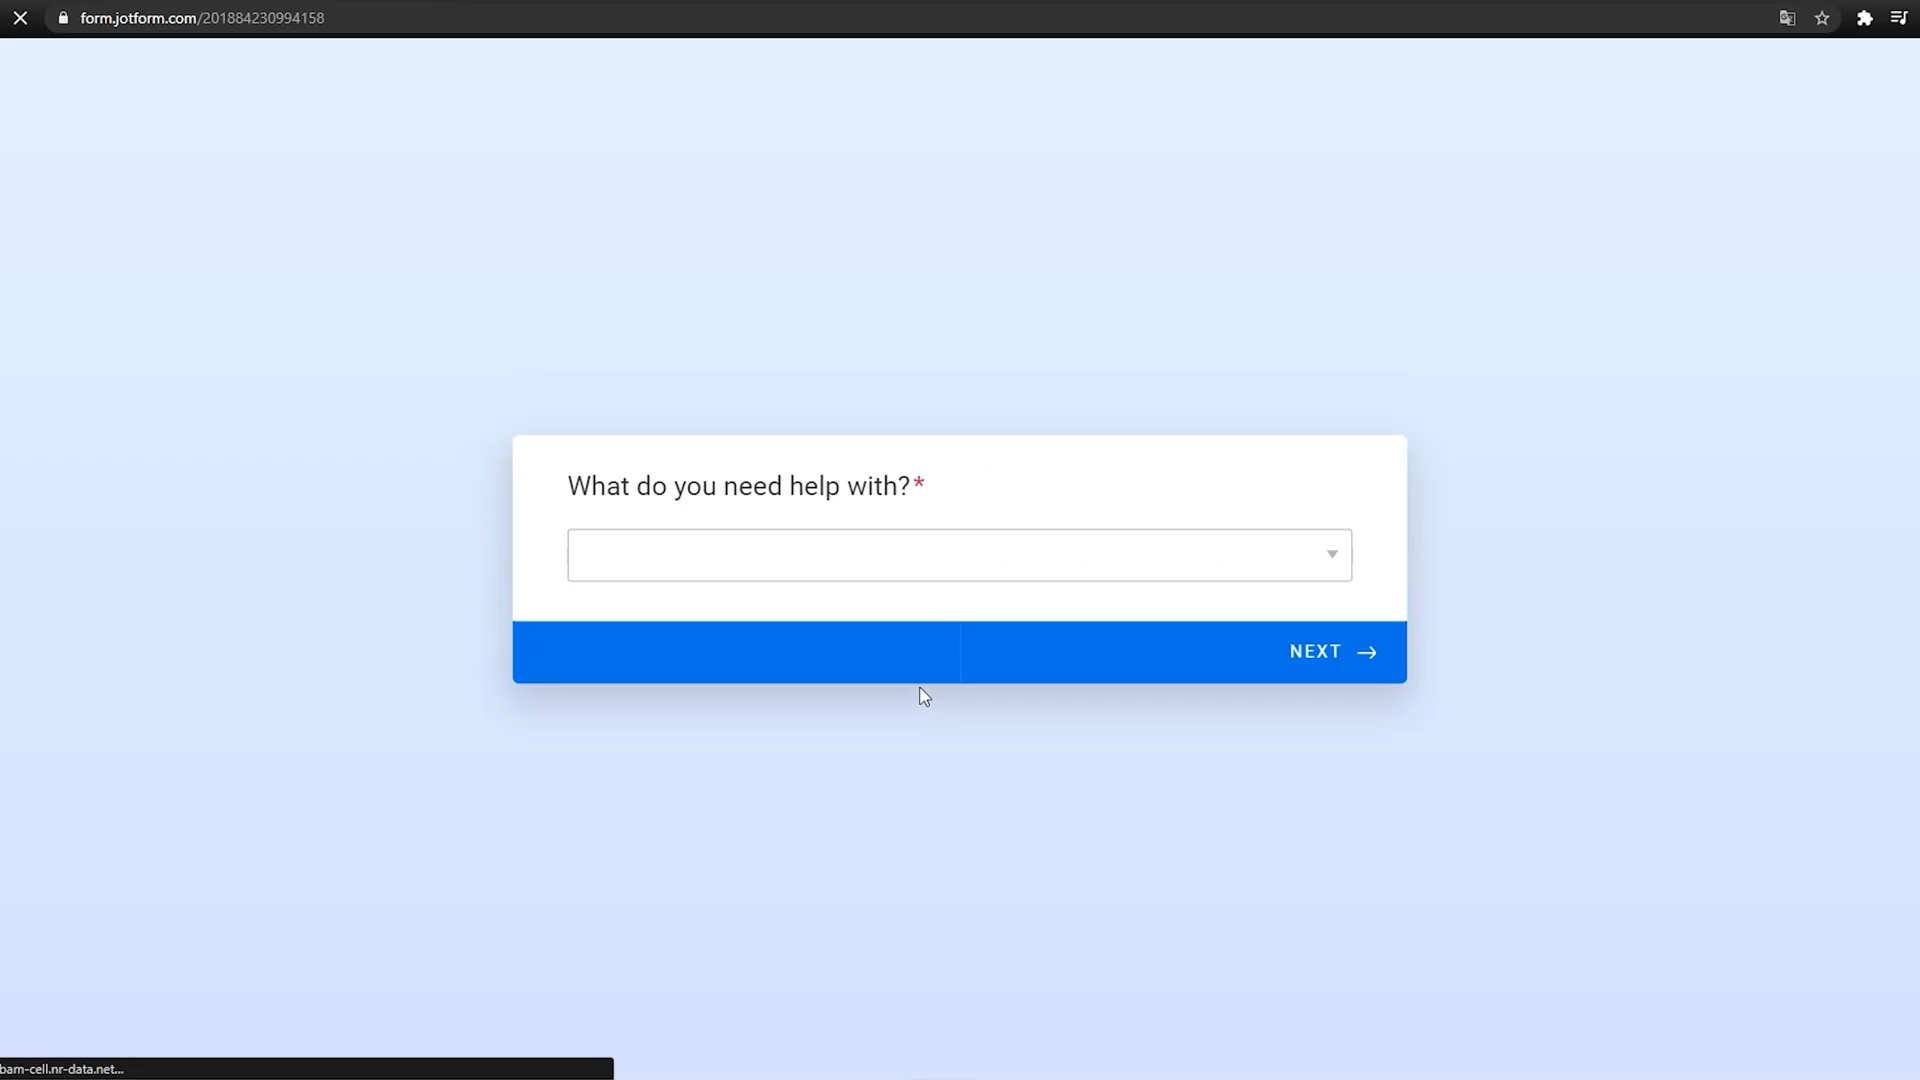 form.jotform.com/201884230994158
What do you need help with?*
NEXT →
bam-cell.nr-data.net...